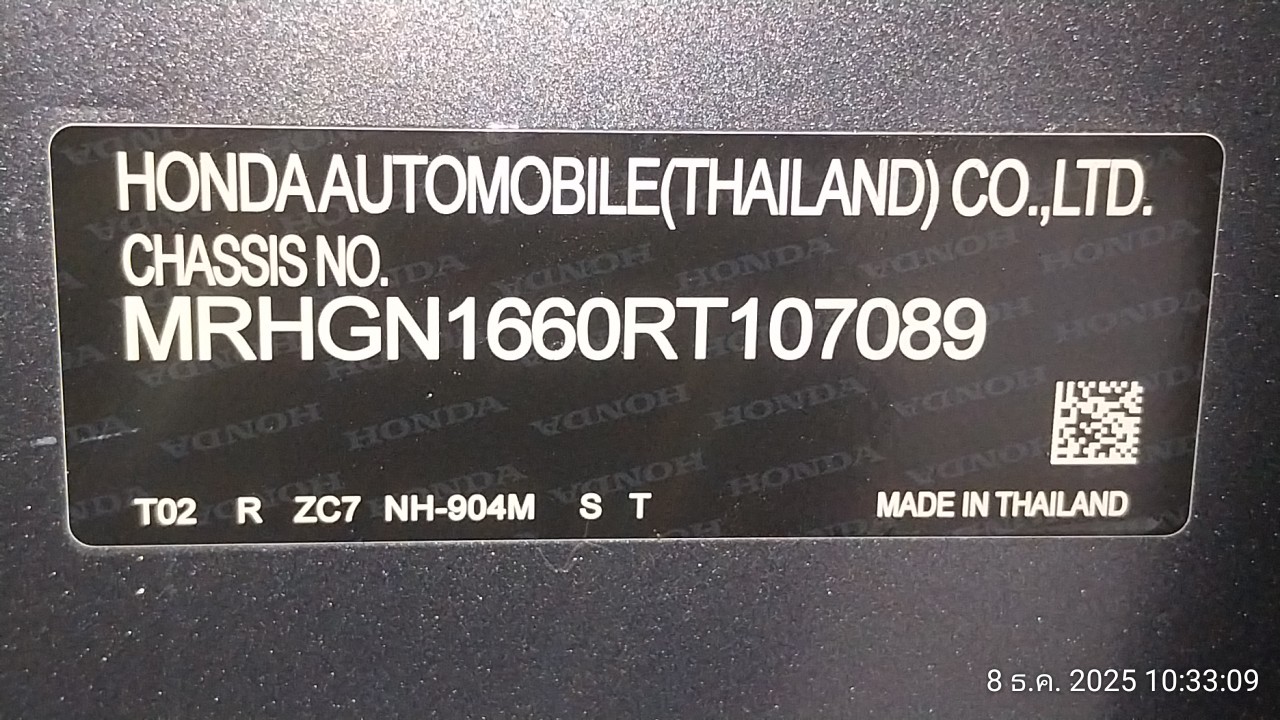 HONDA AUTOMOBILE(THAILAND) CO.,LTD.
CHASSIS NO.
MRHGN1660RT107089
T02 R ZC7 NH-904M S T MADE IN THAILAND
8 ธ.ค. 2025 10:33:09